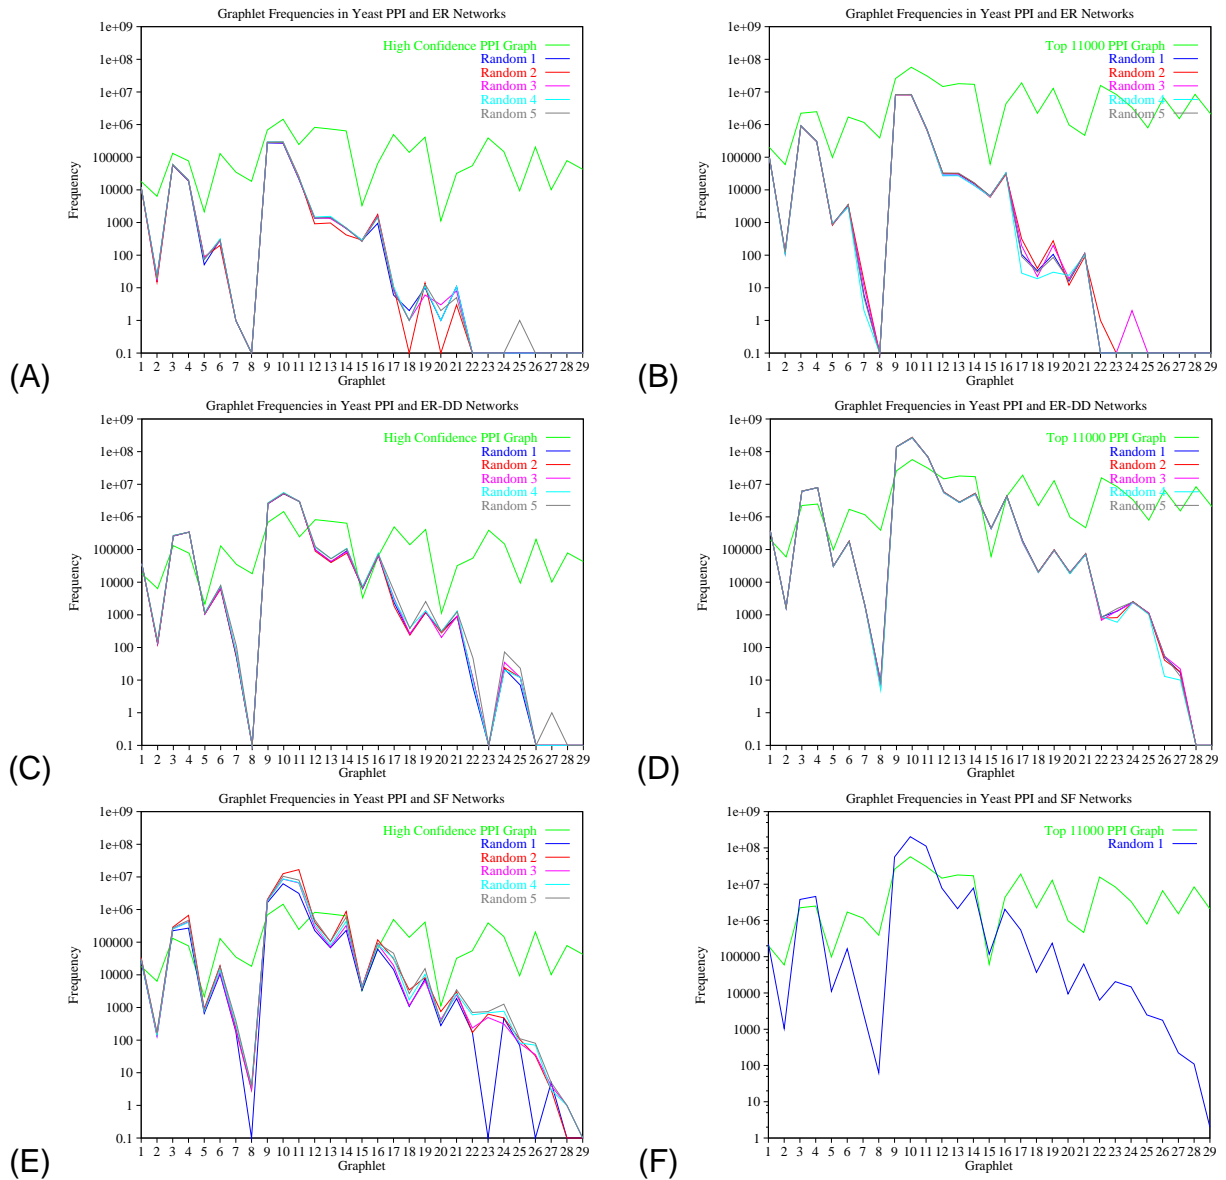 Graphlet Frequencies in Yeast PPI and ER Networks
1e+09
1e+08
1e+07
1e+06
100000
10000
1000
100
10
1
0.1
Frequency
High Confidence PPI Graph
Random 1
Random 2
Random 3
Random 4
Random 5
1 2 3 4 5 6 7 8 9 10 11 12 13 14 15 16 17 18 19 20 21 22 23 24 25 26 27 28 29
Graphlet
(A)
Graphlet Frequencies in Yeast PPI and ER Networks
1e+09
1e+08
1e+07
1e+06
100000
10000
1000
100
10
1
0.1
Frequency
Top 11000 PPI Graph
Random 1
Random 2
Random 3
Random 4
Random 5
1 2 3 4 5 6 7 8 9 10 11 12 13 14 15 16 17 18 19 20 21 22 23 24 25 26 27 28 29
Graphlet
(B)
Graphlet Frequencies in Yeast PPI and ER-DD Networks
1e+09
1e+08
1e+07
1e+06
100000
10000
1000
100
10
1
0.1
Frequency
High Confidence PPI Graph
Random 1
Random 2
Random 3
Random 4
Random 5
1 2 3 4 5 6 7 8 9 10 11 12 13 14 15 16 17 18 19 20 21 22 23 24 25 26 27 28 29
Graphlet
(C)
Graphlet Frequencies in Yeast PPI and ER-DD Networks
1e+09
1e+08
1e+07
1e+06
100000
10000
1000
100
10
1
0.1
Frequency
Top 11000 PPI Graph
Random 1
Random 2
Random 3
Random 4
Random 5
1 2 3 4 5 6 7 8 9 10 11 12 13 14 15 16 17 18 19 20 21 22 23 24 25 26 27 28 29
Graphlet
(D)
Graphlet Frequencies in Yeast PPI and SF Networks
1e+09
1e+08
1e+07
1e+06
100000
10000
1000
100
10
1
0.1
Frequency
High Confidence PPI Graph
Random 1
Random 2
Random 3
Random 4
Random 5
1 2 3 4 5 6 7 8 9 10 11 12 13 14 15 16 17 18 19 20 21 22 23 24 25 26 27 28 29
Graphlet
(E)
Graphlet Frequencies in Yeast PPI and SF Networks
1e+09
1e+08
1e+07
1e+06
100000
10000
1000
100
10
1
Frequency
Top 11000 PPI Graph
Random 1
1 2 3 4 5 6 7 8 9 10 11 12 13 14 15 16 17 18 19 20 21 22 23 24 25 26 27 28 29
Graphlet
(F)